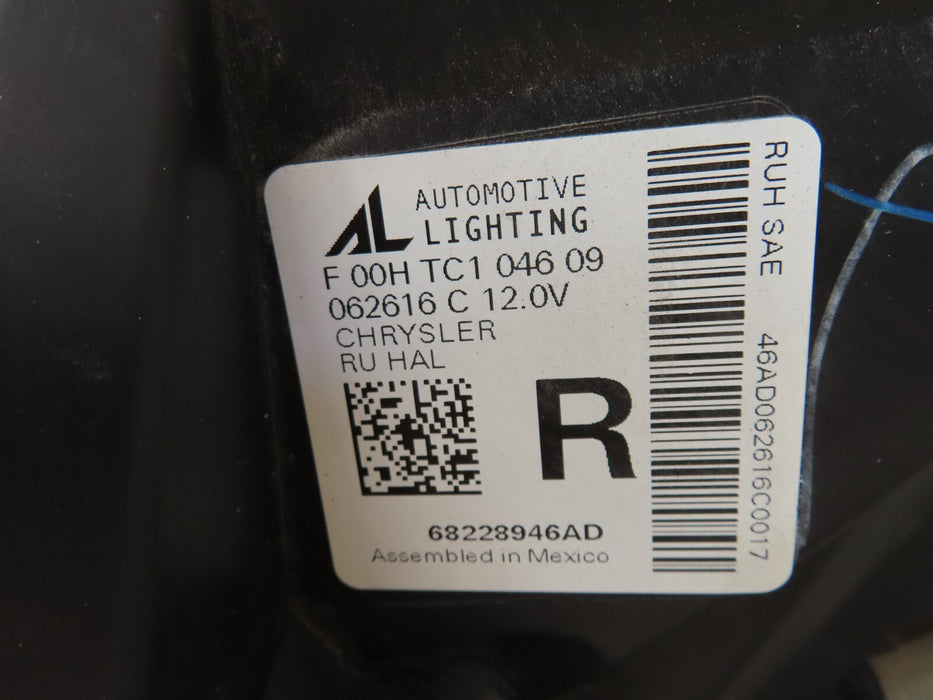 AL AUTOMOTIVE
LIGHTING
F 00H TC1 046 09
062616 C 12.0V
CHRYSLER
RU HAL
R
68228946AD
Assembled in Mexico
RUH SAE 46AD062616C0017